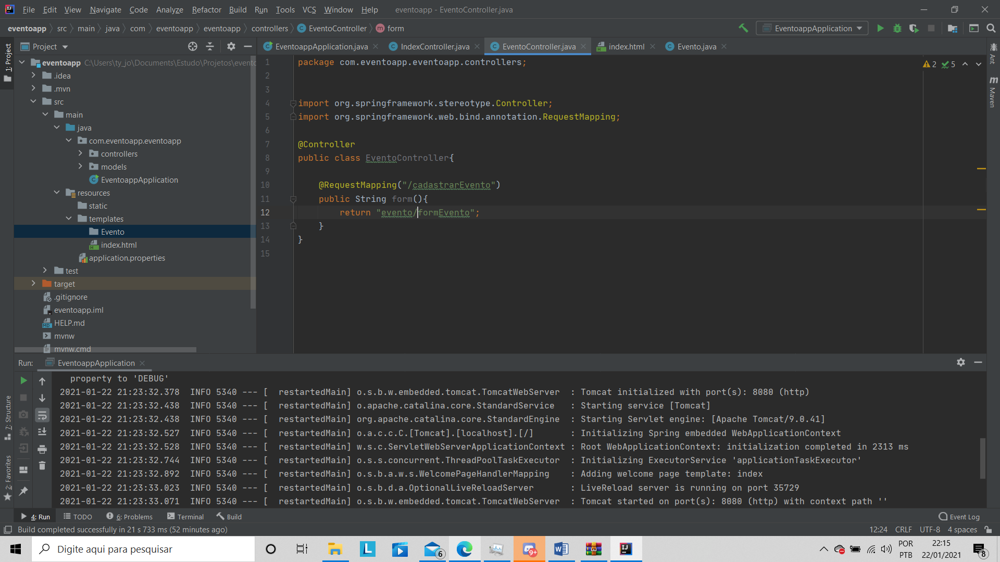 File Edit View Navigate Code Analyze Refactor Build Run Tools VCS Window Help eventoapp - EventoController.java
eventoapp src main java com eventoapp eventoapp controllers EventoController form EventoappApplication
Project
EventoappApplication.java IndexController.java EventoController.java index.html Evento.java
1: Project
eventoapp C:\Users\ty_jo\Documents\Estudo\Projetos\evento
.idea
.mvn
src
main
java
com.eventoapp.eventoapp
controllers
models
EventoappApplication
resources
static
templates
Evento
index.html
application.properties
test
target
.gitignore
eventoapp.iml
HELP.md
mvnw
mvnw.cmd
1 package com.eventoapp.eventoapp.controllers;
2
3
4 import org.springframework.stereotype.Controller;
5 import org.springframework.web.bind.annotation.RequestMapping;
6
7 @Controller
8 public class EventoController{
9
10 @RequestMapping("/cadastrarEvento")
11 public String form(){
12 return "evento/formEvento";
13 }
14 }
15
2 5
Ant
Maven
Run: EventoappApplication
property to 'DEBUG'
2021-01-22 21:23:32.378 INFO 5340 --- [ restartedMain] o.s.b.w.embedded.tomcat.TomcatWebServer : Tomcat initialized with port(s): 8080 (http)
2021-01-22 21:23:32.438 INFO 5340 --- [ restartedMain] o.apache.catalina.core.StandardService : Starting service [Tomcat]
2021-01-22 21:23:32.438 INFO 5340 --- [ restartedMain] org.apache.catalina.core.StandardEngine : Starting Servlet engine: [Apache Tomcat/9.0.41]
2021-01-22 21:23:32.527 INFO 5340 --- [ restartedMain] o.a.c.c.C.[Tomcat].[localhost].[/] : Initializing Spring embedded WebApplicationContext
2021-01-22 21:23:32.528 INFO 5340 --- [ restartedMain] w.s.c.ServletWebServerApplicationContext : Root WebApplicationContext: initialization completed in 2313 ms
2021-01-22 21:23:32.744 INFO 5340 --- [ restartedMain] o.s.s.concurrent.ThreadPoolTaskExecutor : Initializing ExecutorService 'applicationTaskExecutor'
2021-01-22 21:23:32.892 INFO 5340 --- [ restartedMain] o.s.b.a.w.s.WelcomePageHandlerMapping : Adding welcome page template: index
2021-01-22 21:23:33.023 INFO 5340 --- [ restartedMain] o.s.b.d.a.OptionalLiveReloadServer : LiveReload server is running on port 35729
2021-01-22 21:23:33.071 INFO 5340 --- [ restartedMain] o.s.b.w.embedded.tomcat.TomcatWebServer : Tomcat started on port(s): 8080 (http) with context path ''
7: Structure
2: Favorites
4: Run TODO 6: Problems Terminal Build Event Log
Build completed successfully in 21 s 733 ms (52 minutes ago) 12:24 CRLF UTF-8 4 spaces
Digite aqui para pesquisar 6 9+ POR PTB 22:15 22/01/2021 8